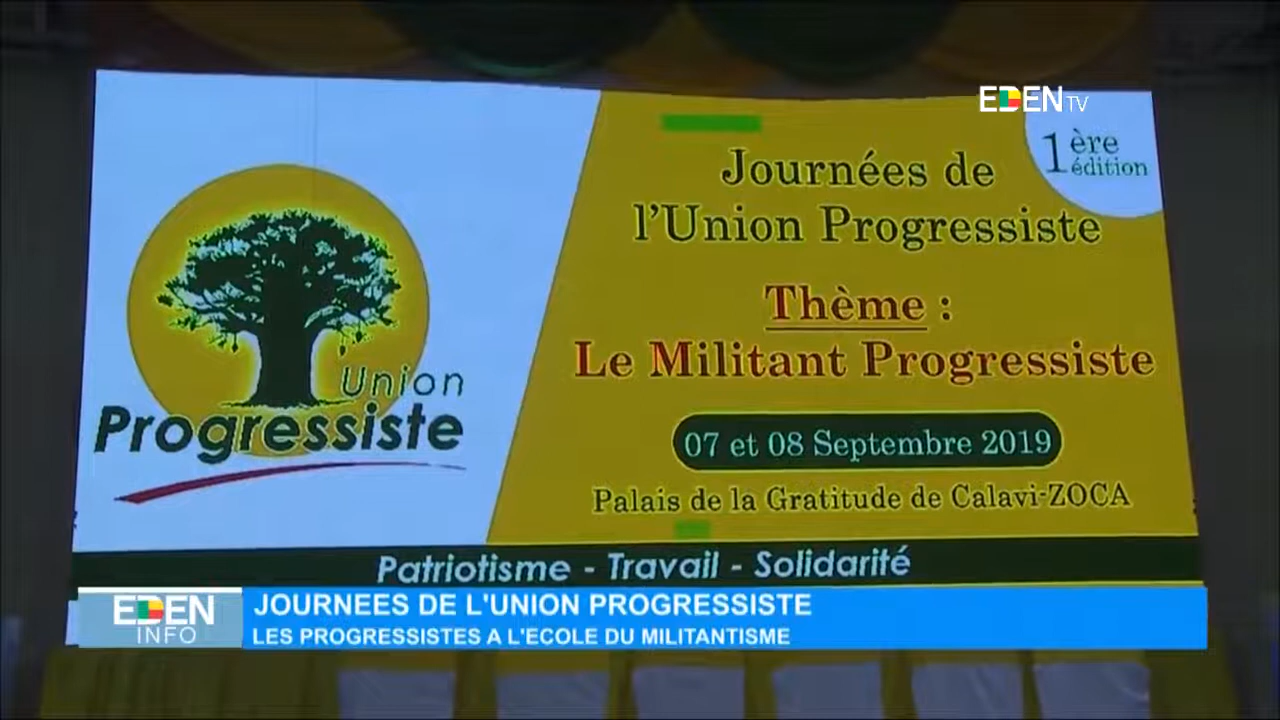 EDEN TV
1ère
édition
Journées de
l'Union Progressiste
Thème :
Le Militant Progressiste
07 et 08 Septembre 2019
Palais de la Gratitude de Calavi-ZOCA
Union
Progressiste
Patriotisme - Travail - Solidarité
EDEN
INFO
JOURNEES DE L'UNION PROGRESSISTE
LES PROGRESSISTES A L'ECOLE DU MILITANTISME